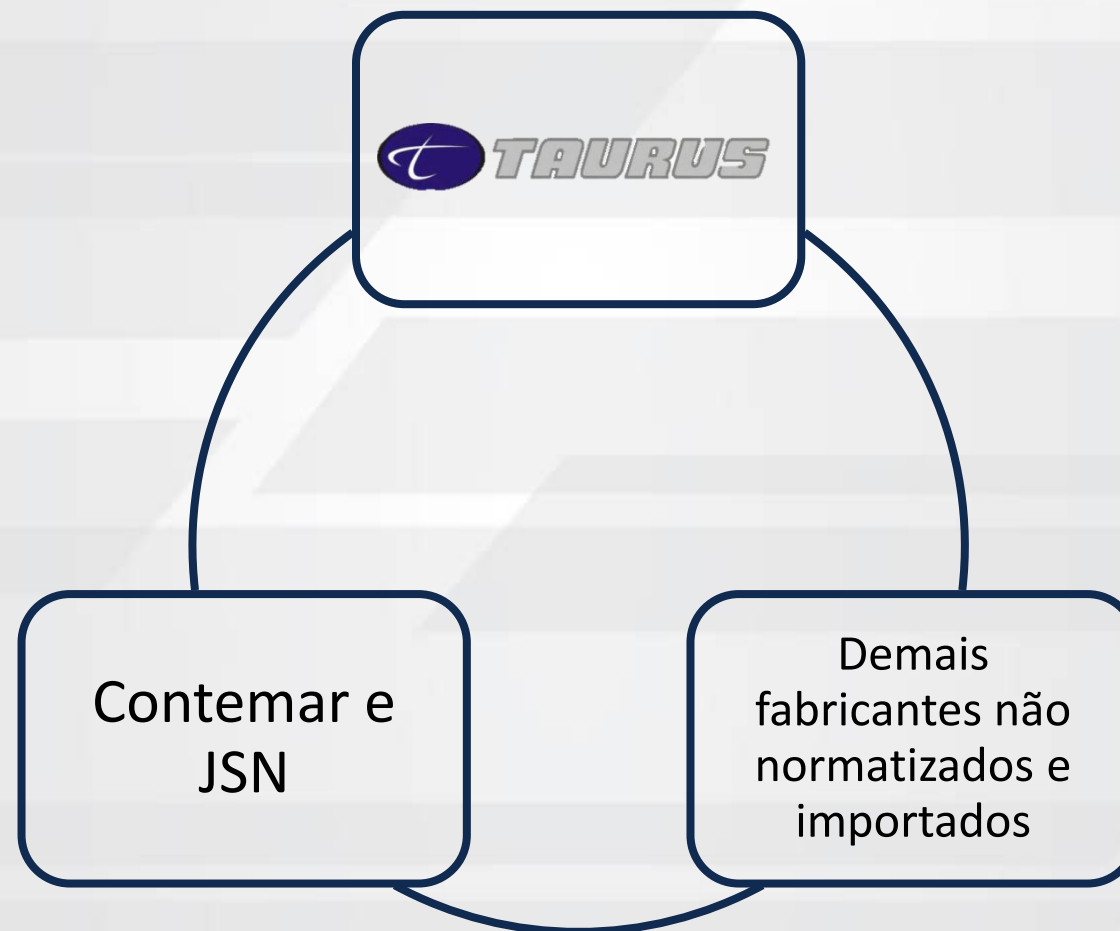 TAURUS
Contemar e
JSN
Demais
fabricantes não
normatizados e
importados